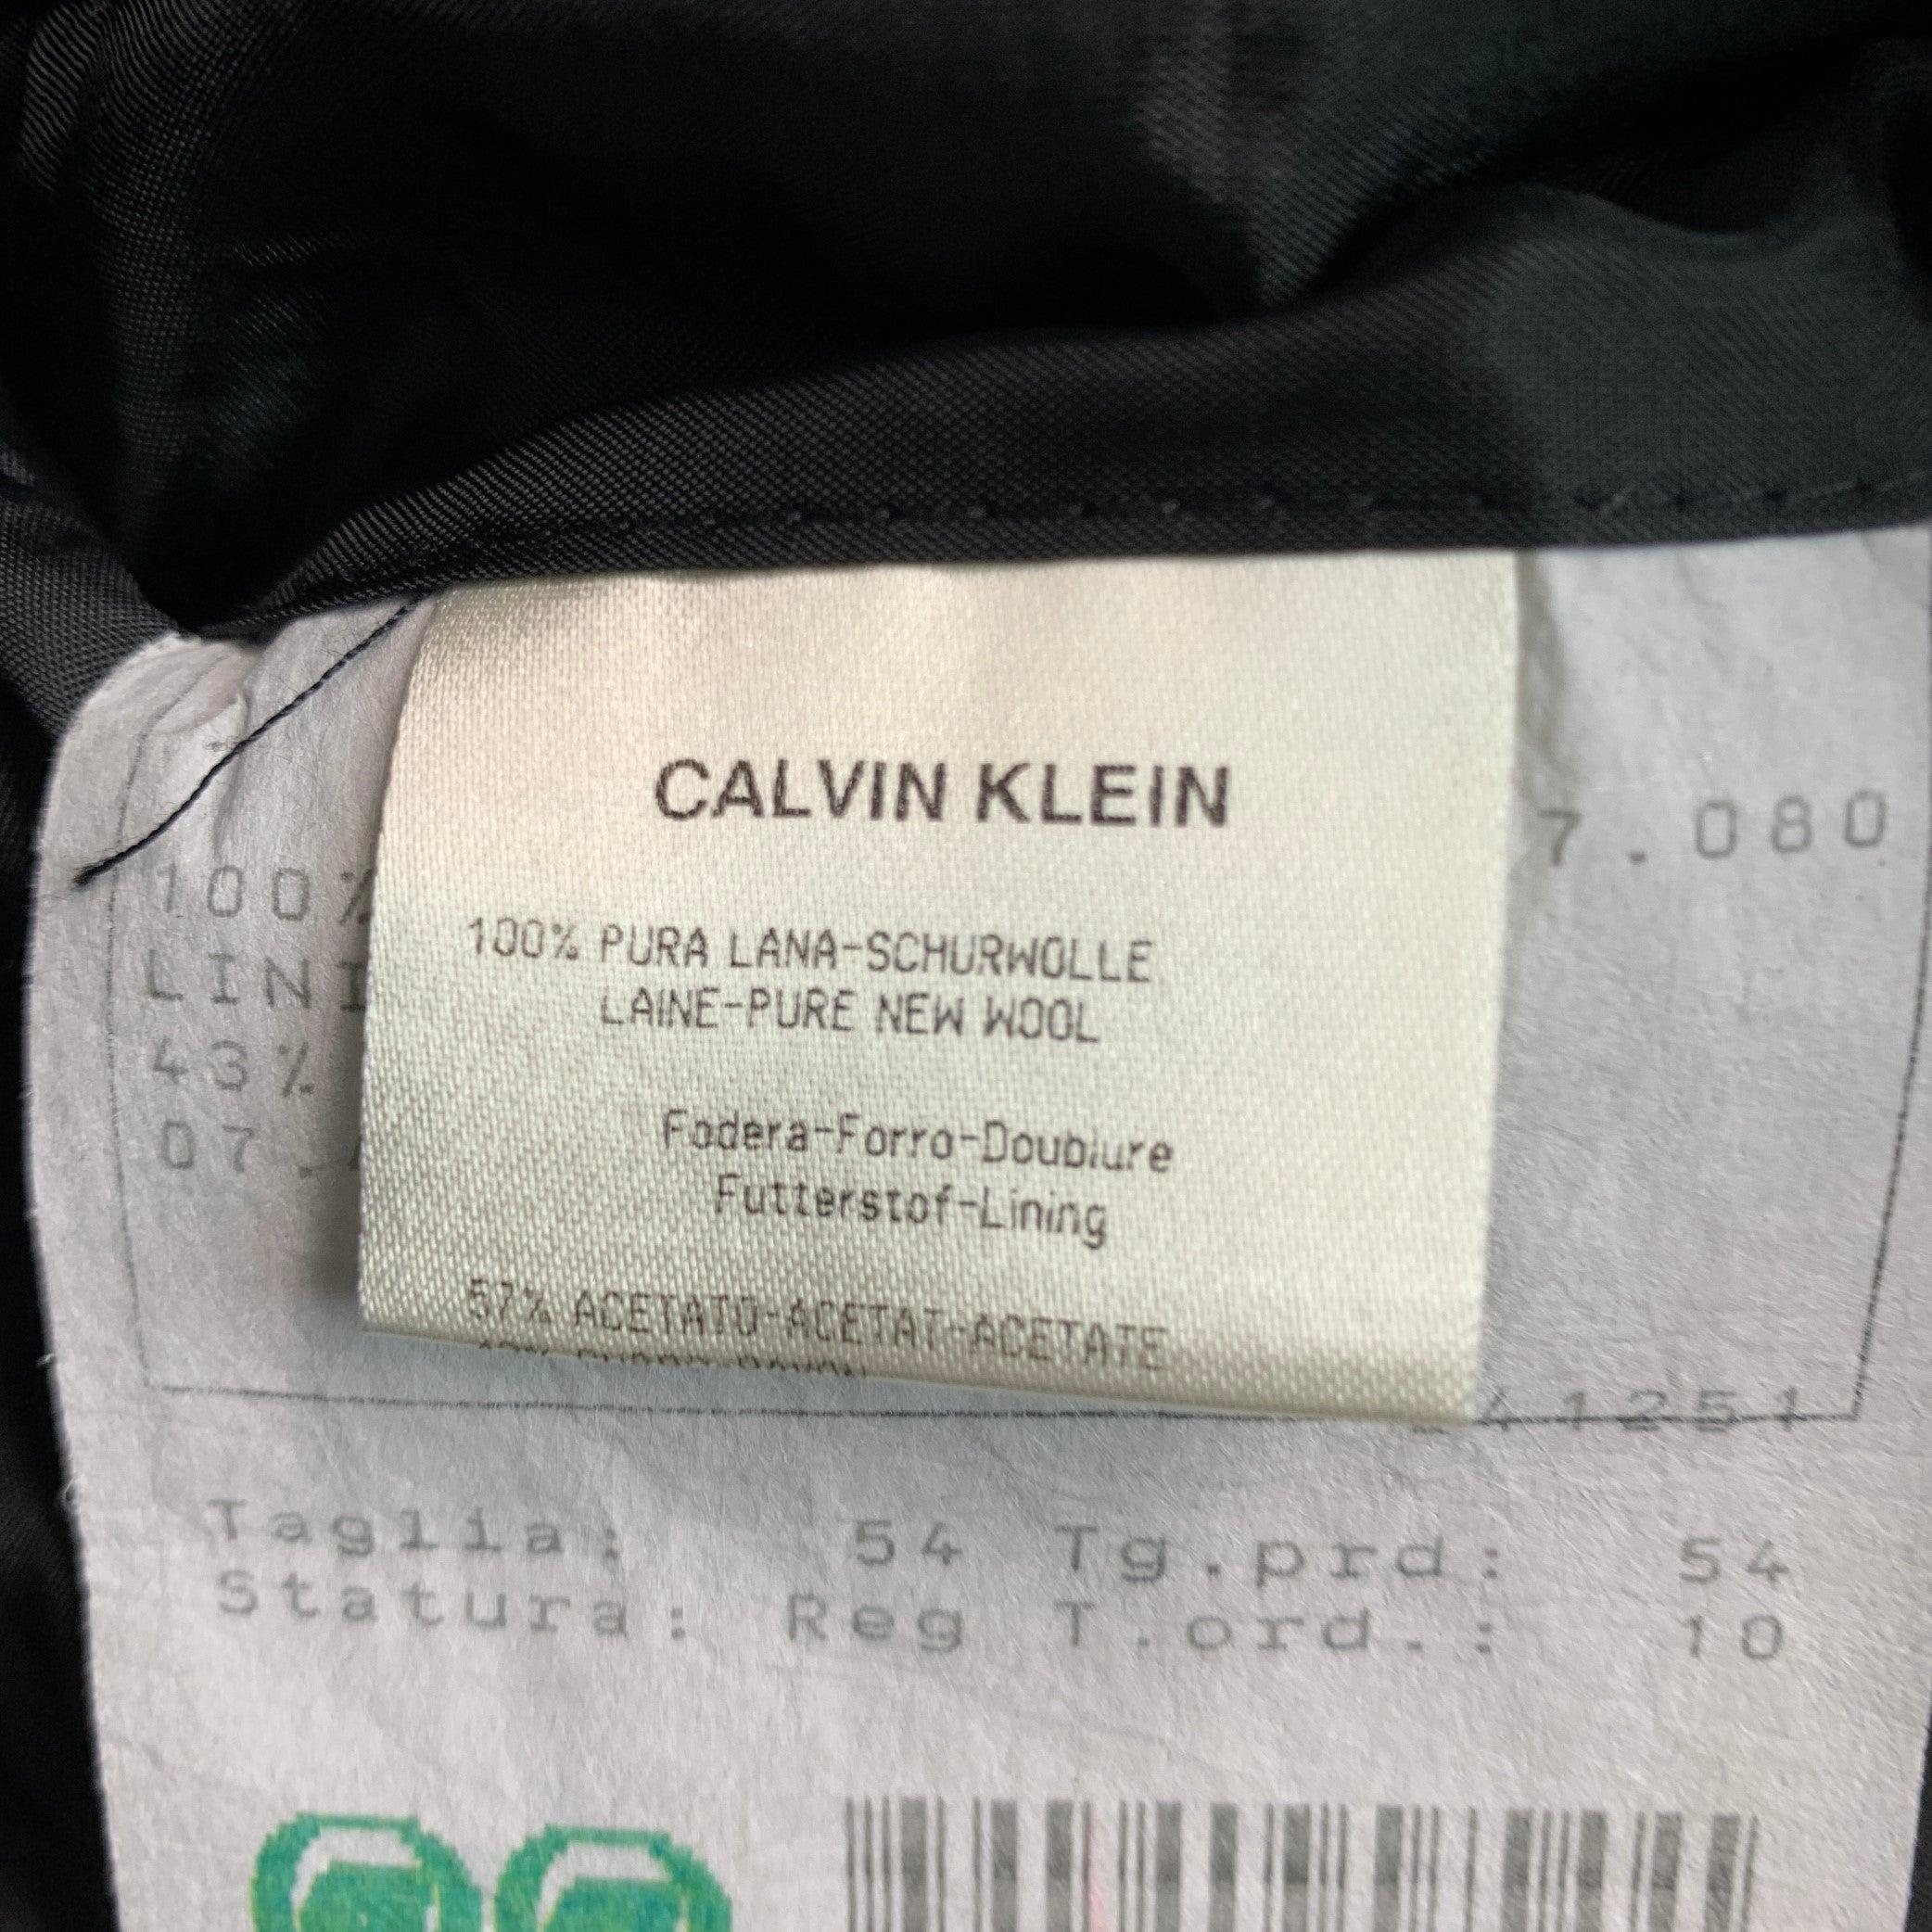 CALVIN KLEIN
100% PURA LANA-SCHURWOLLE
LAINE-PURE NEW WOOL
Fodera-Forro-Doublure
Futterstof-Lining
57% ACETATO-ACETAT-ACETATE
7.080
100%
LINI
43%
07.
41251
Taglia: 54 Tg.prd: 54
Statura: Reg T.ord.: 10